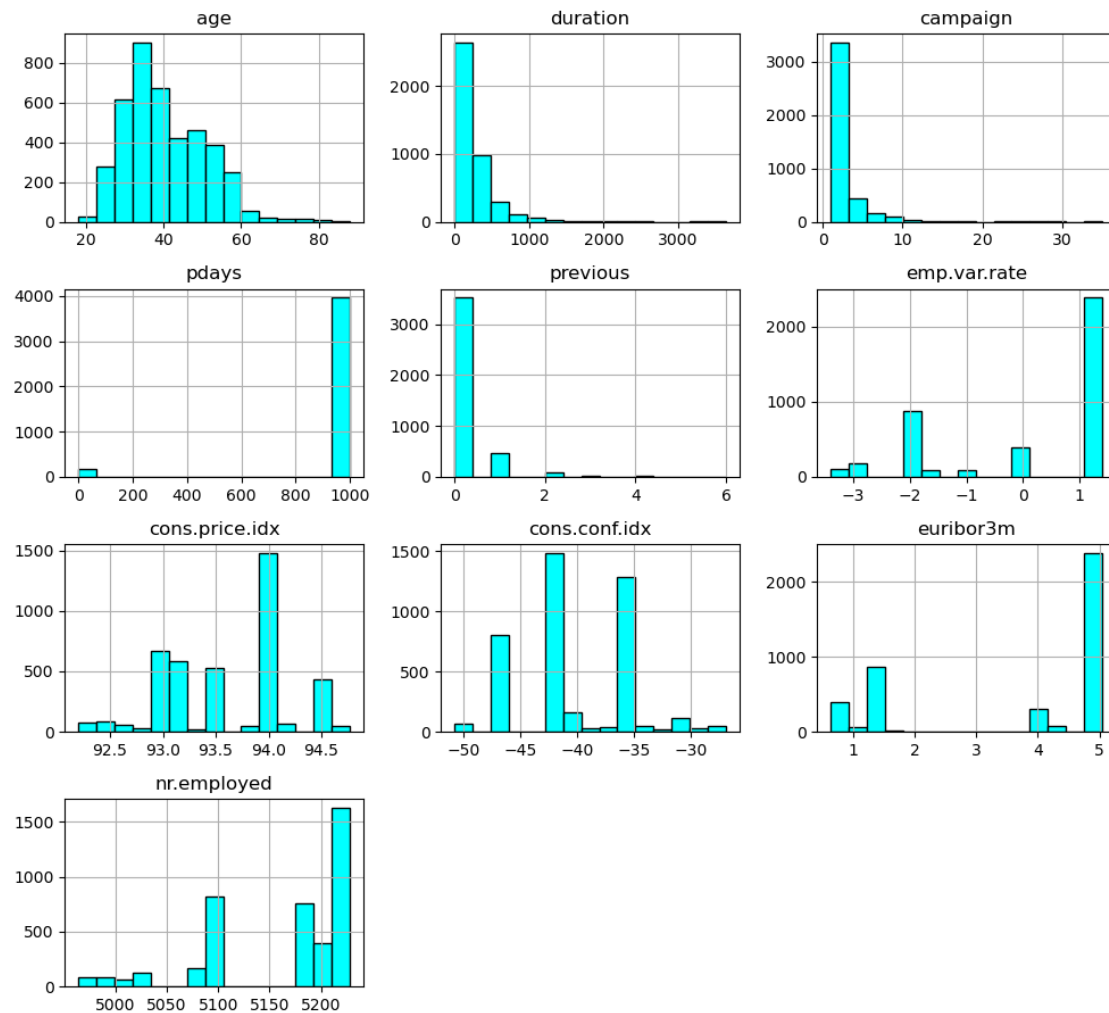 age
800
600
400
200
0
20 40 60 80
duration
2000
1000
0
0 1000 2000 3000
campaign
3000
2000
1000
0
0 10 20 30
pdays
4000
3000
2000
1000
0
0 200 400 600 800 1000
previous
3000
2000
1000
0
0 2 4 6
emp.var.rate
2000
1000
0
−3 −2 −1 0 1
cons.price.idx
1500
1000
500
0
92.5 93.0 93.5 94.0 94.5
cons.conf.idx
1500
1000
500
0
−50 −45 −40 −35 −30
euribor3m
2000
1000
0
1 2 3 4 5
nr.employed
1500
1000
500
0
5000 5050 5100 5150 5200